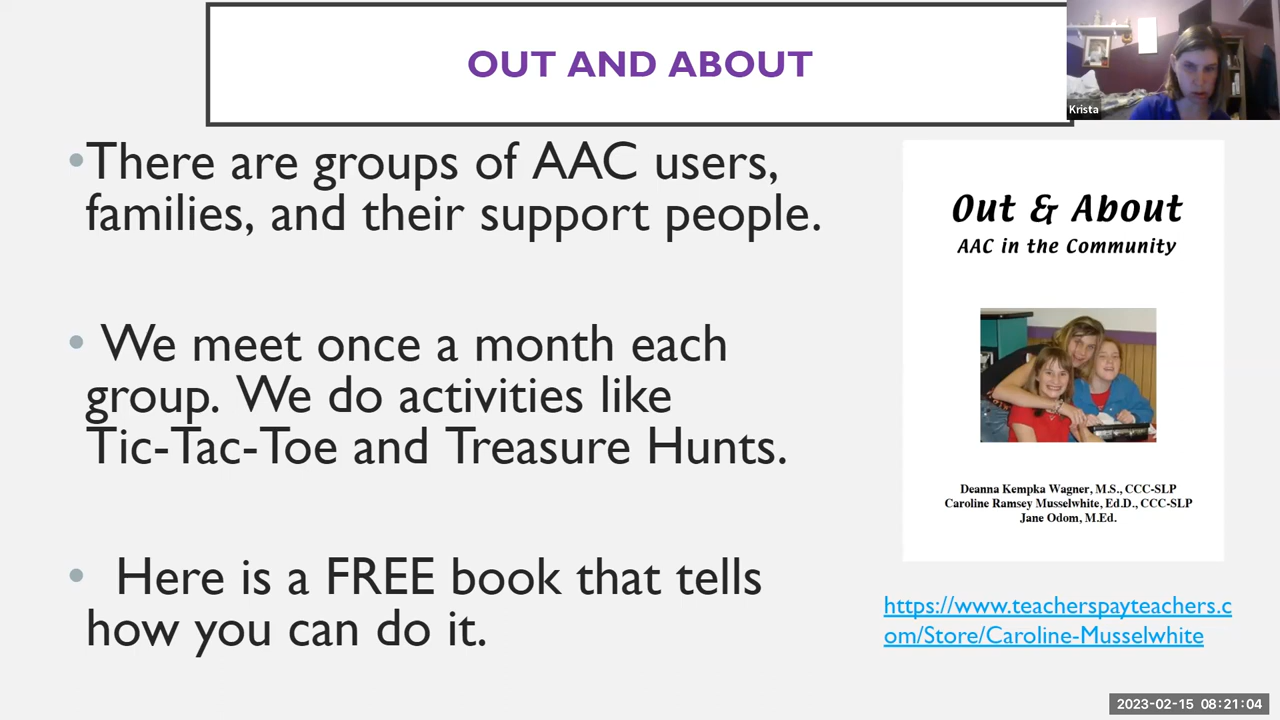 OUT AND ABOUT
Krista
•There are groups of AAC users,
families, and their support people.
• We meet once a month each
group. We do activities like
Tic-Tac-Toe and Treasure Hunts.
• Here is a FREE book that tells
how you can do it.
Out & About
AAC in the Community
Deanna Kempka Wagner, M.S., CCC-SLP
Caroline Ramsey Musselwhite, Ed.D., CCC-SLP
Jane Odom, M.Ed.
https://www.teacherspayteachers.c
om/Store/Caroline-Musselwhite
2023-02-15 08:21:04